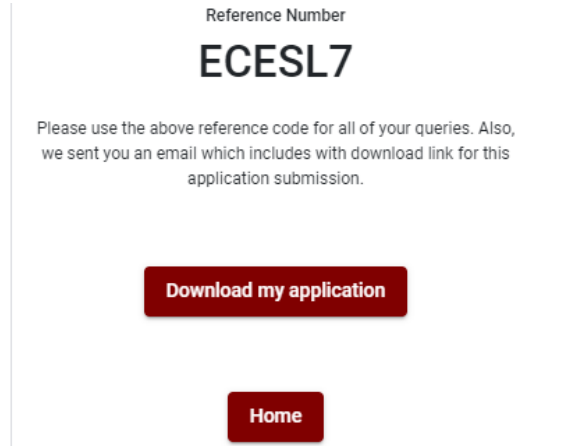 Reference Number
ECESL7
Please use the above reference code for all of your queries. Also,
we sent you an email which includes with download link for this
application submission.
Download my application
Home